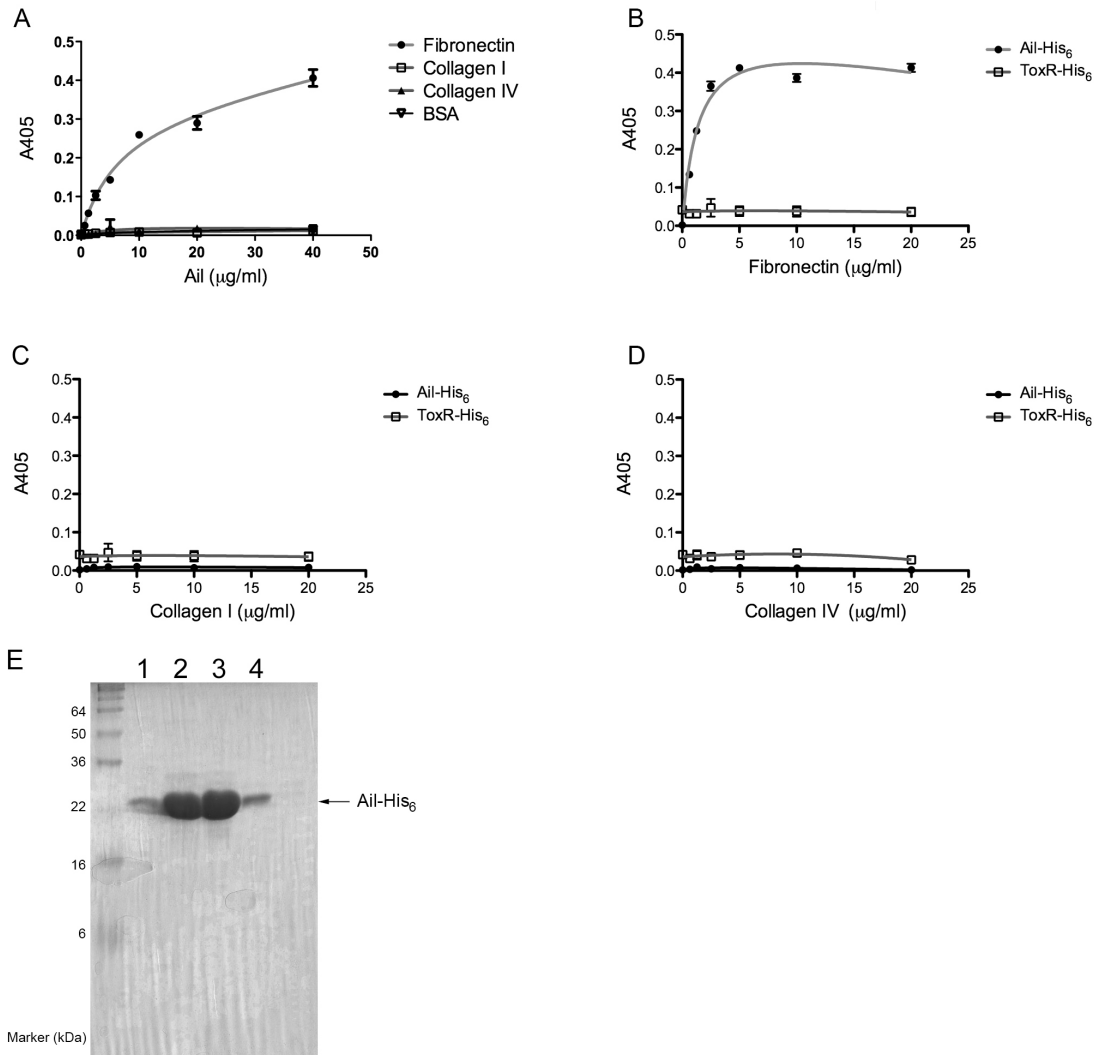 A
0.5
0.4
0.3
0.2
0.1
0.0
0 10 20 30 40 50
A405
Ail (μg/ml)
Fibronectin
Collagen I
Collagen IV
BSA
B
0.5
0.4
0.3
0.2
0.1
0.0
0 5 10 15 20 25
A405
Fibronectin (μg/ml)
Ail-His6
ToxR-His6
C
0.5
0.4
0.3
0.2
0.1
0.0
0 5 10 15 20 25
A405
Collagen I (μg/ml)
Ail-His6
ToxR-His6
D
0.5
0.4
0.3
0.2
0.1
0.0
0 5 10 15 20 25
A405
Collagen IV (μg/ml)
Ail-His6
ToxR-His6
E
1 2 3 4
64
50
36
22
16
6
Ail-His6
Marker (kDa)